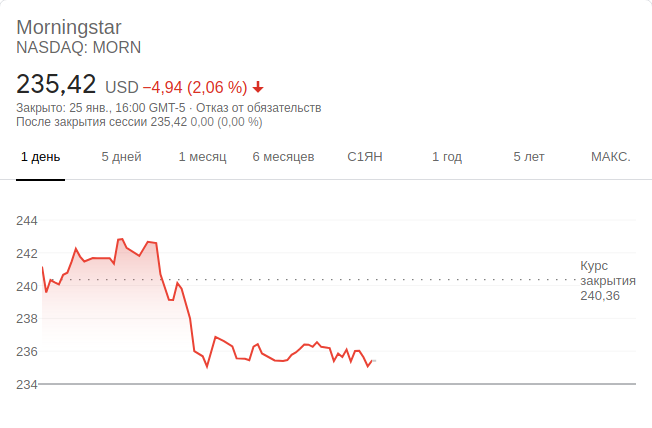 Morningstar
NASDAQ: MORN
235,42 USD −4,94 (2,06 %)
Закрыто: 25 янв., 16:00 GMT-5 · Отказ от обязательств
После закрытия сессии 235,42 0,00 (0,00 %)
1 день 5 дней 1 месяц 6 месяцев С1ЯН 1 год 5 лет МАКС.
244
242
240
238
236
234
Курс
закрытия
240,36